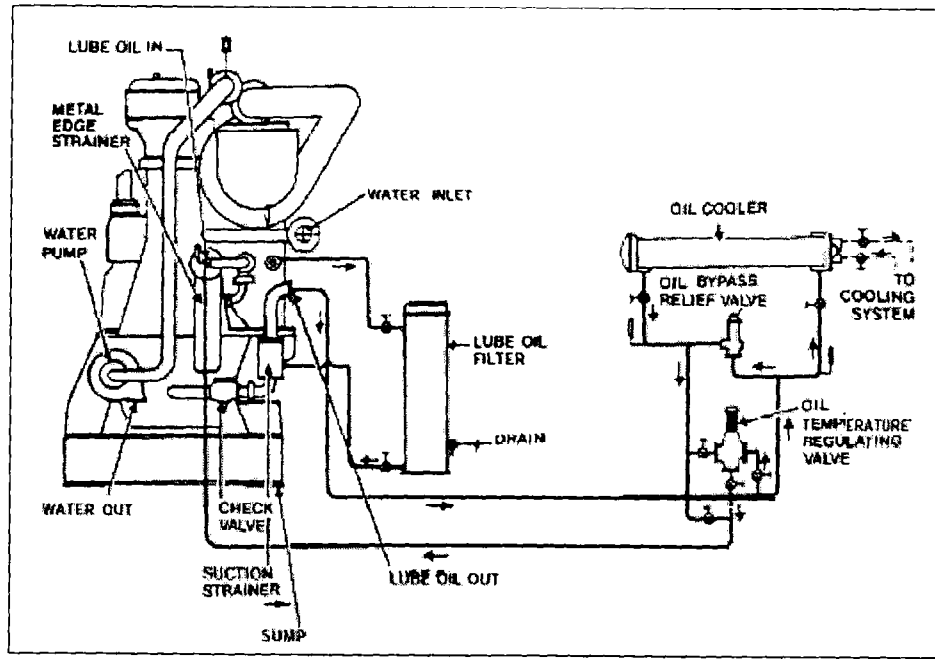 LUBE OIL IN
METAL
EDGE
STRAINER
WATER INLET
WATER
PUMP
OIL COOLER
OIL BYPASS
RELIEF VALVE
TO
COOLING
SYSTEM
LUBE OIL
FILTER
OIL
TEMPERATURE
REGULATING
VALVE
DRAIN
WATER OUT
CHECK
VALVE
SUCTION
STRAINER
LUBE OIL OUT
SUMP